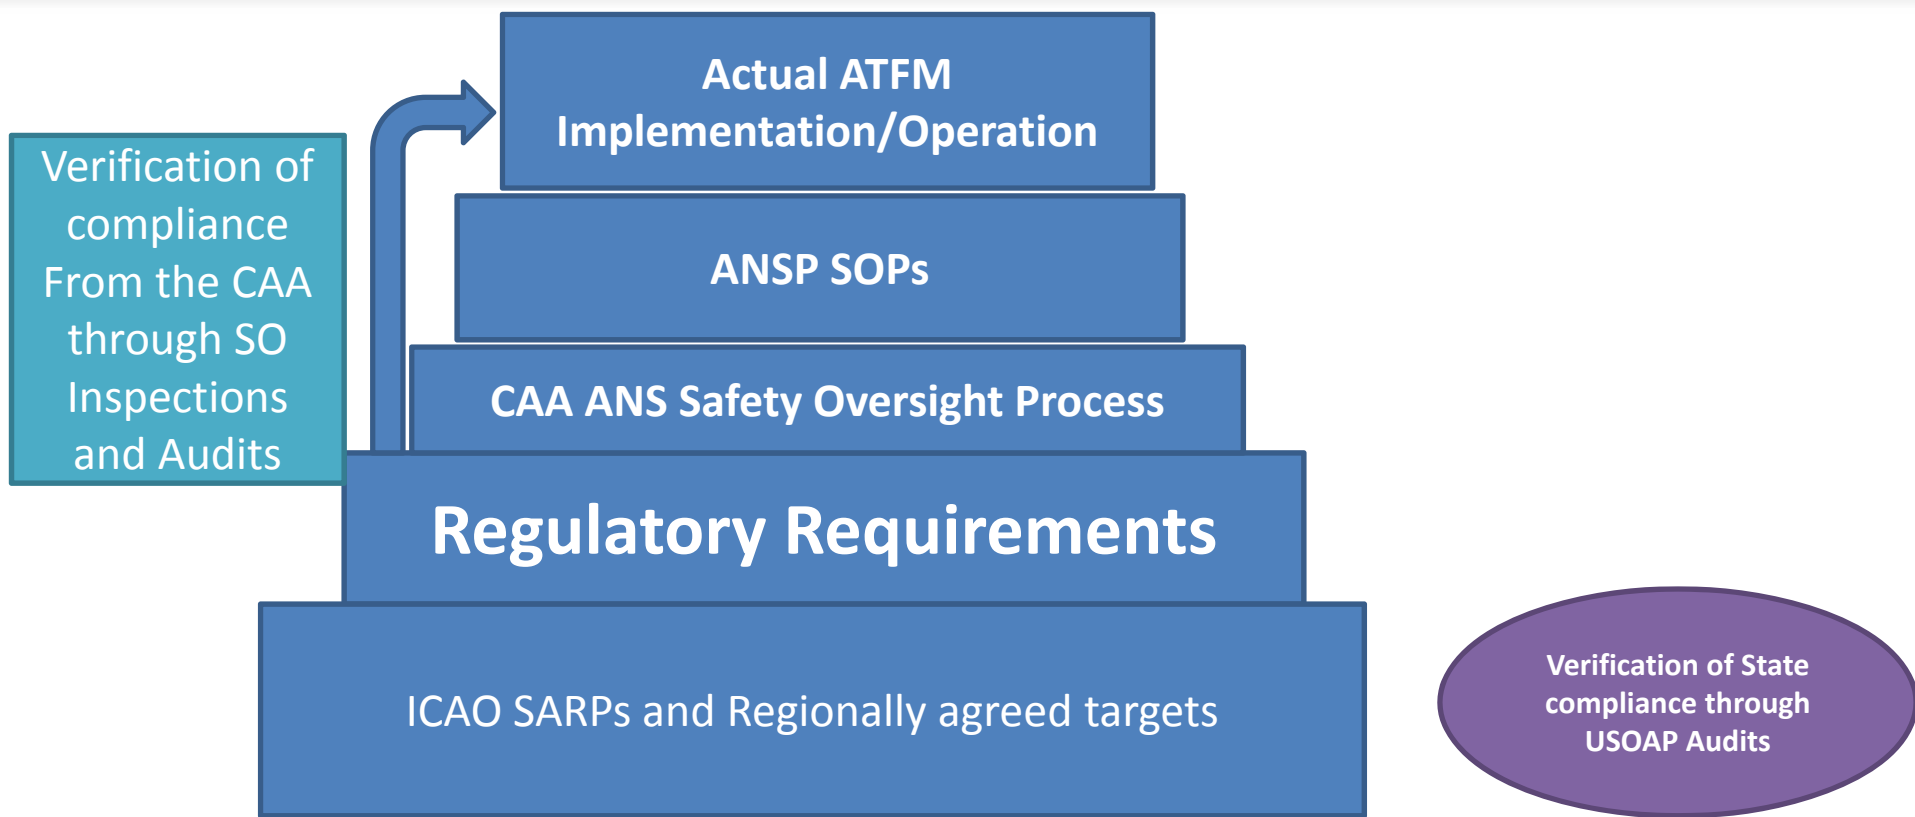 Actual ATFM
Implementation/Operation
Verification of
compliance
From the CAA
through SO
Inspections
and Audits
ANSP SOPs
CAA ANS Safety Oversight Process
Regulatory Requirements
ICAO SARPs and Regionally agreed targets
Verification of State
compliance through
USOAP Audits